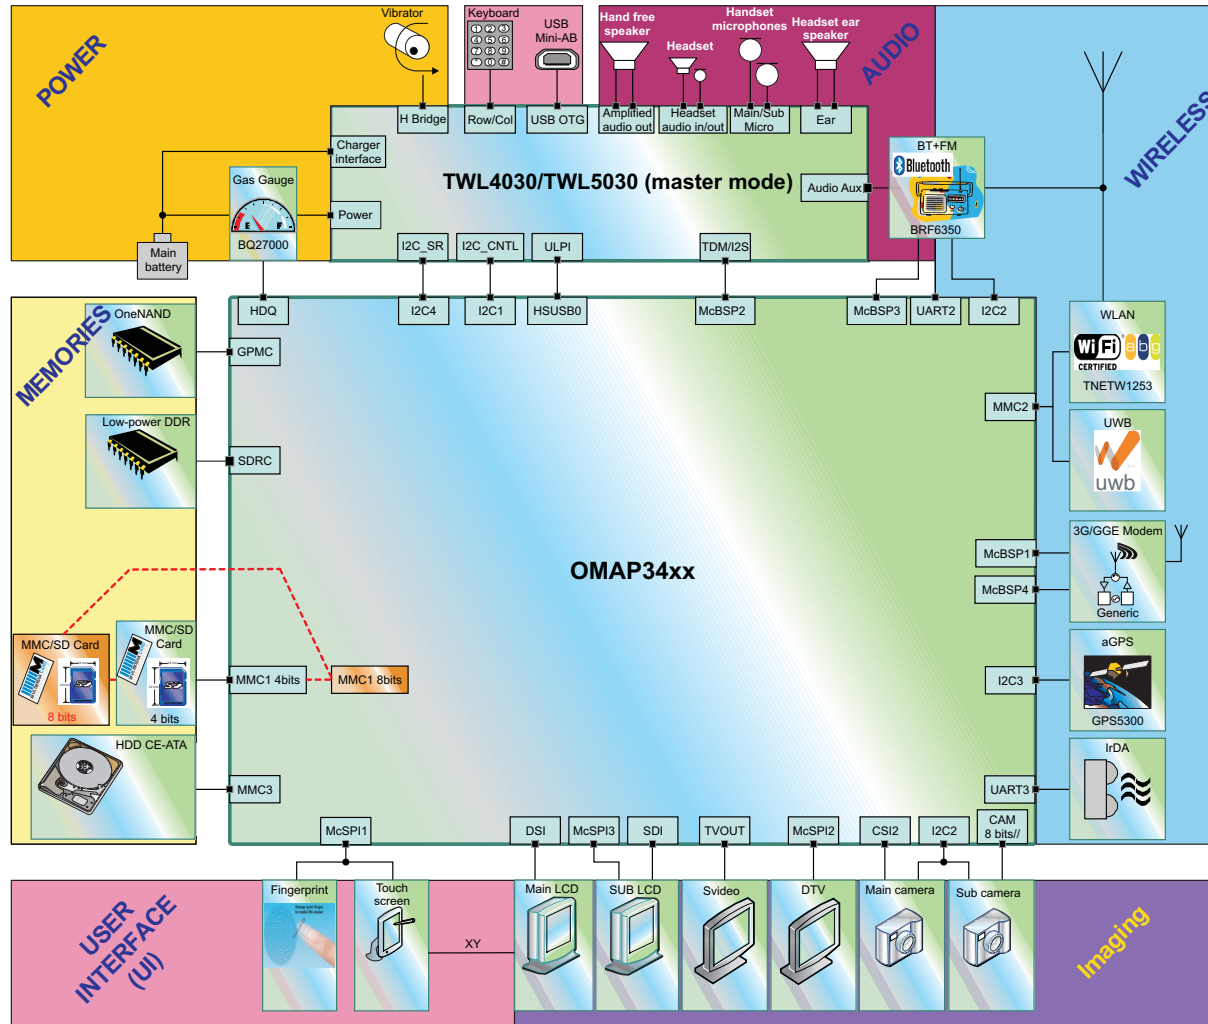 POWER
Vibrator
Keyboard
USB
Mini-AB
Hand free
speaker
Headset
Handset
microphones
Headset ear
speaker
AUDIO
WIRELESS
H Bridge
Row/Col
USB OTG
Amplified
audio out
Headset
audio in/out
Main/Sub
Micro
Ear
Charger
interface
TWL4030/TWL5030 (master mode)
Audio Aux
BT+FM
Bluetooth
BRF6350
Gas Gauge
E F
BQ27000
Power
Main
battery
I2C_SR
I2C_CNTL
ULPI
TDM/I2S
HDQ
I2C4
I2C1
HSUSB0
McBSP2
McBSP3
UART2
I2C2
MEMORIES
OneNAND
GPMC
Low-power DDR
SDRC
WLAN
Wi Fi
CERTIFIED
a b g
TNETW1253
MMC2
UWB
uwb
OMAP34xx
McBSP1
McBSP4
3G/GGE Modem
Generic
MMC/SD Card
8 bits
MMC/SD
Card
4 bits
MMC1 4bits
MMC1 8bits
I2C3
aGPS
GPS5300
HDD CE-ATA
MMC3
UART3
IrDA
McSPI1
DSI
McSPI3
SDI
TVOUT
McSPI2
CSI2
I2C2
CAM
8 bits//
USER
INTERFACE
(UI)
Fingerprint
Touch
screen
XY
Main LCD
SUB LCD
Svideo
DTV
Main camera
Sub camera
Imaging